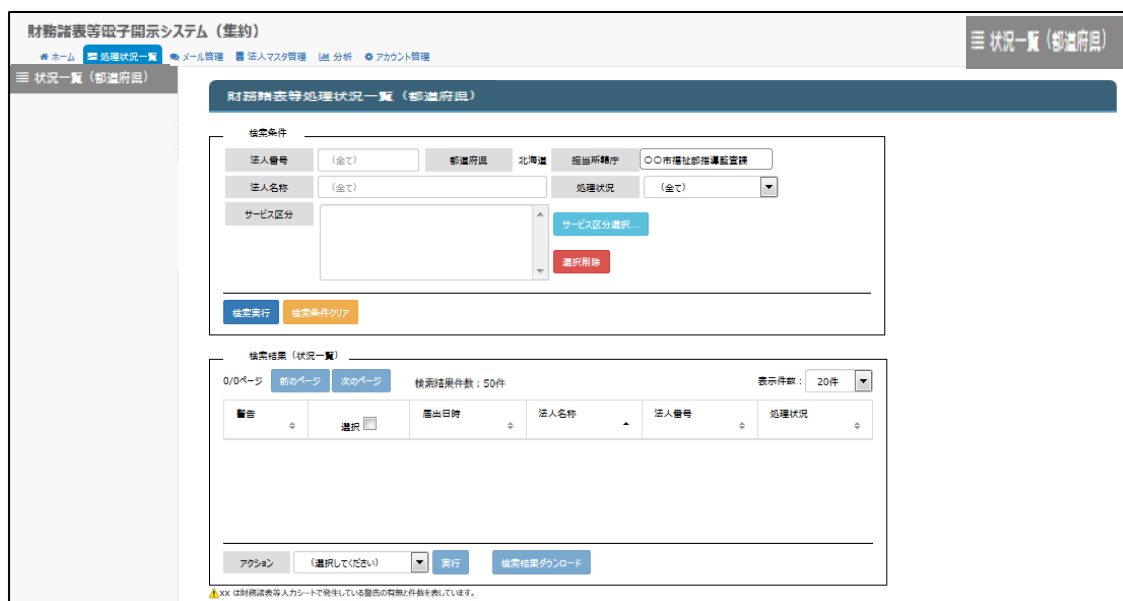 財務諸表等電子開示システム（集約）
ホーム 処理状況一覧 メール管理 法人マスタ管理 分析 アカウント管理
状況一覧（都道府県）
状況一覧（都道府県）
財務諸表等処理状況一覧（都道府県）
検索条件
法人番号 （全て） 都道府県 北海道 担当所轄庁 〇〇市福祉部指導監査課
法人名称 （全て） 処理状況 （全て）
サービス区分 サービス区分選択...
選択削除
検索実行 検索条件クリア
検索結果（状況一覧）
0/0ページ 前のページ 次のページ 検索結果件数：50件 表示件数： 20件
警告 選択 届出日時 法人名称 法人番号 処理状況
アクション （選択してください） 実行 検索結果ダウンロード
xx は財務諸表等入力シートで発生している警告の有無と件数を表しています。